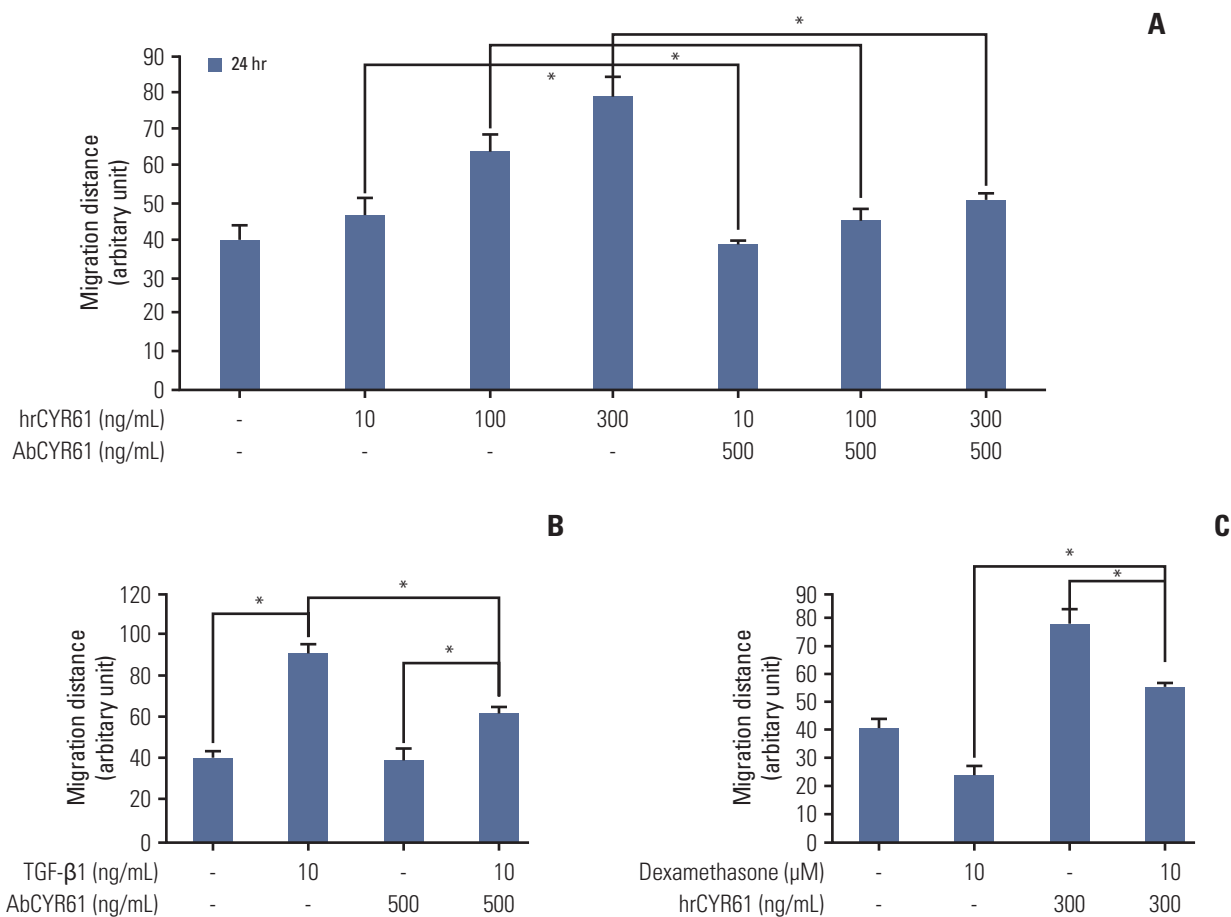 A
*
*
*
90
80
70
60
50
40
30
20
10
0
24 hr
Migration distance
(arbitary unit)
hrCYR61 (ng/mL) - 10 100 300 10 100 300
AbCYR61 (ng/mL) - - - - 500 500 500
B
*
*
*
120
100
80
60
40
20
0
Migration distance
(arbitary unit)
TGF-β1 (ng/mL) - 10 - 10
AbCYR61 (ng/mL) - - 500 500
C
*
*
90
80
70
60
50
40
30
20
10
0
Migration distance
(arbitary unit)
Dexamethasone (µM) - 10 - 10
hrCYR61 (ng/mL) - - 300 300